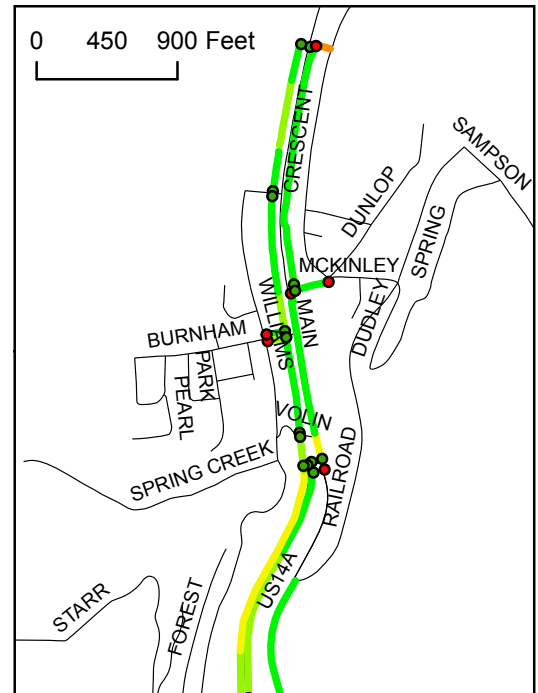 0 450 900 Feet
CRESCENT
SAMPSON
DUNLOP
SPRING
MCKINLEY
DUDLEY
WILLIAMS
MAIN
BURNHAM
PARK
PEARL
VOLIN
RAILROAD
SPRING CREEK
US14A
FOREST
STARR